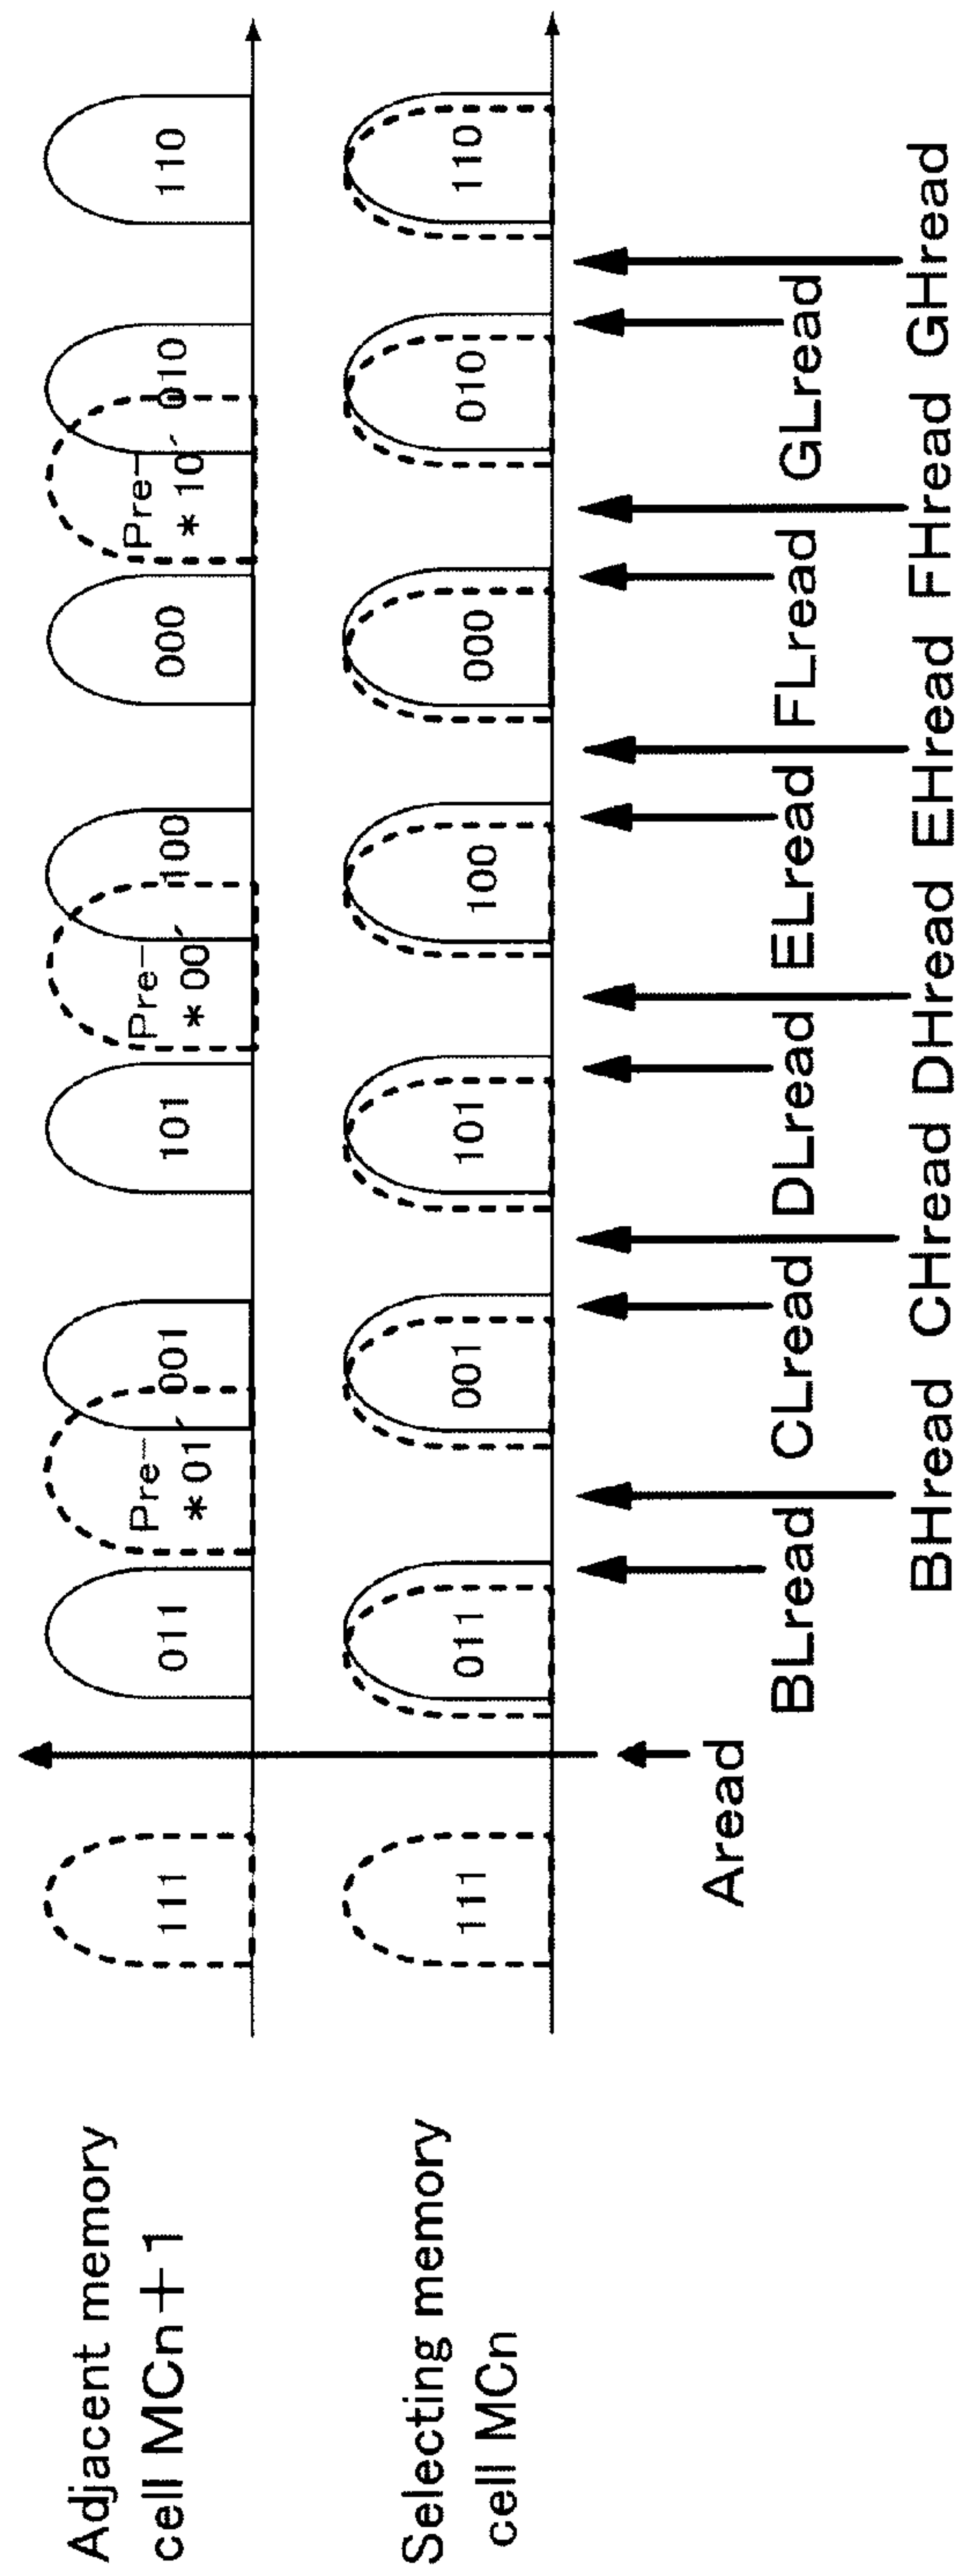 Adjacent memory
cell MCn+1
111
011
Pre-
*01´
001
101
Pre-
*00´
100
000
Pre-
*10´
010
110
Selecting memory
cell MCn
111
011
001
101
100
000
010
110
Aread
BLread
CLread
DLread
ELread
FLread
GLread
BHread
CHread
DHread
EHread
FHread
GHread